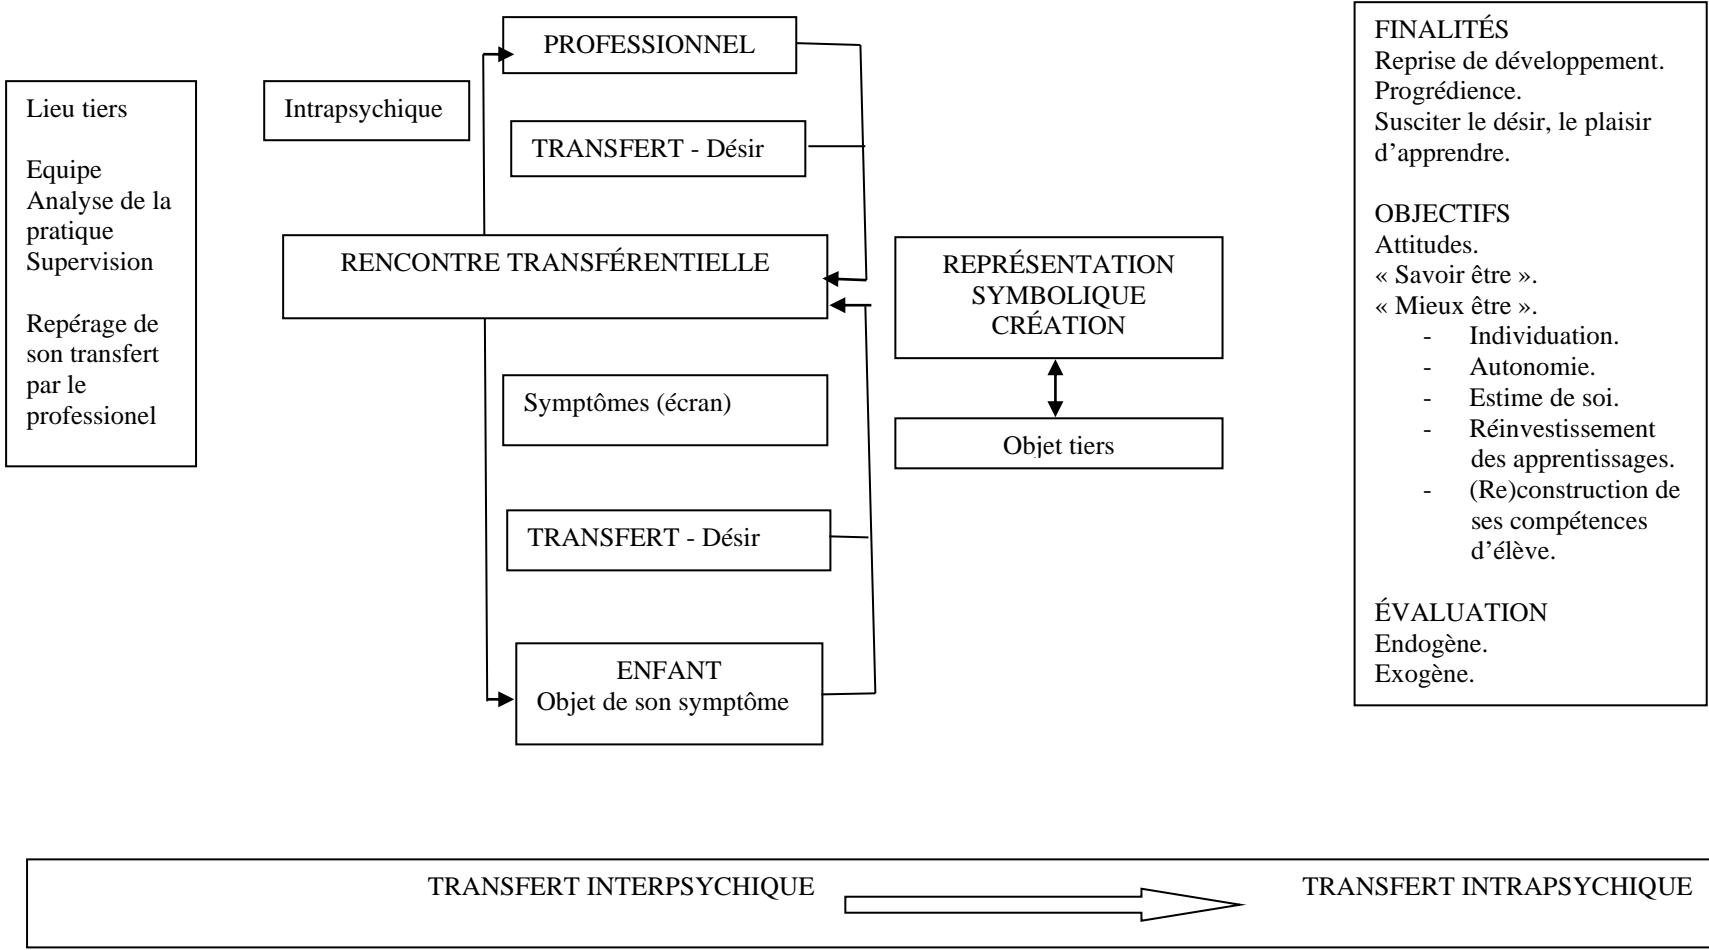 Lieu tiers
Equipe
Analyse de la
pratique
Supervision
Repérage de
son transfert
par le
professionel
Intrapsychique
PROFESSIONNEL
TRANSFERT - Désir
RENCONTRE TRANSFÉRENTIELLE
Symptômes (écran)
TRANSFERT - Désir
ENFANT
Objet de son symptôme
REPRÉSENTATION
SYMBOLIQUE
CRÉATION
Objet tiers
FINALITÉS
Reprise de développement.
Progrédience.
Susciter le désir, le plaisir
d’apprendre.
OBJECTIFS
Attitudes.
« Savoir être ».
« Mieux être ».
- Individuation.
- Autonomie.
- Estime de soi.
- Réinvestissement
des apprentissages.
- (Re)construction de
ses compétences
d’élève.
ÉVALUATION
Endogène.
Exogène.
TRANSFERT INTERPSYCHIQUE
TRANSFERT INTRAPSYCHIQUE